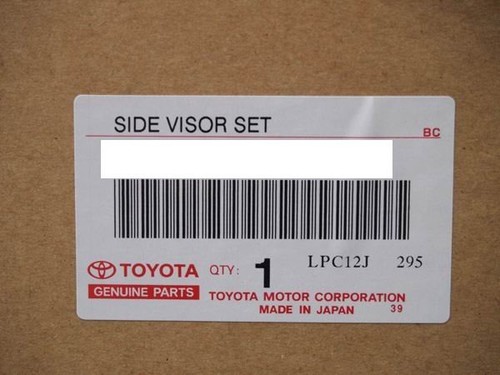 SIDE VISOR SET
BC
TOYOTA QTY: 1 LPC12J 295
GENUINE PARTS TOYOTA MOTOR CORPORATION
MADE IN JAPAN 39